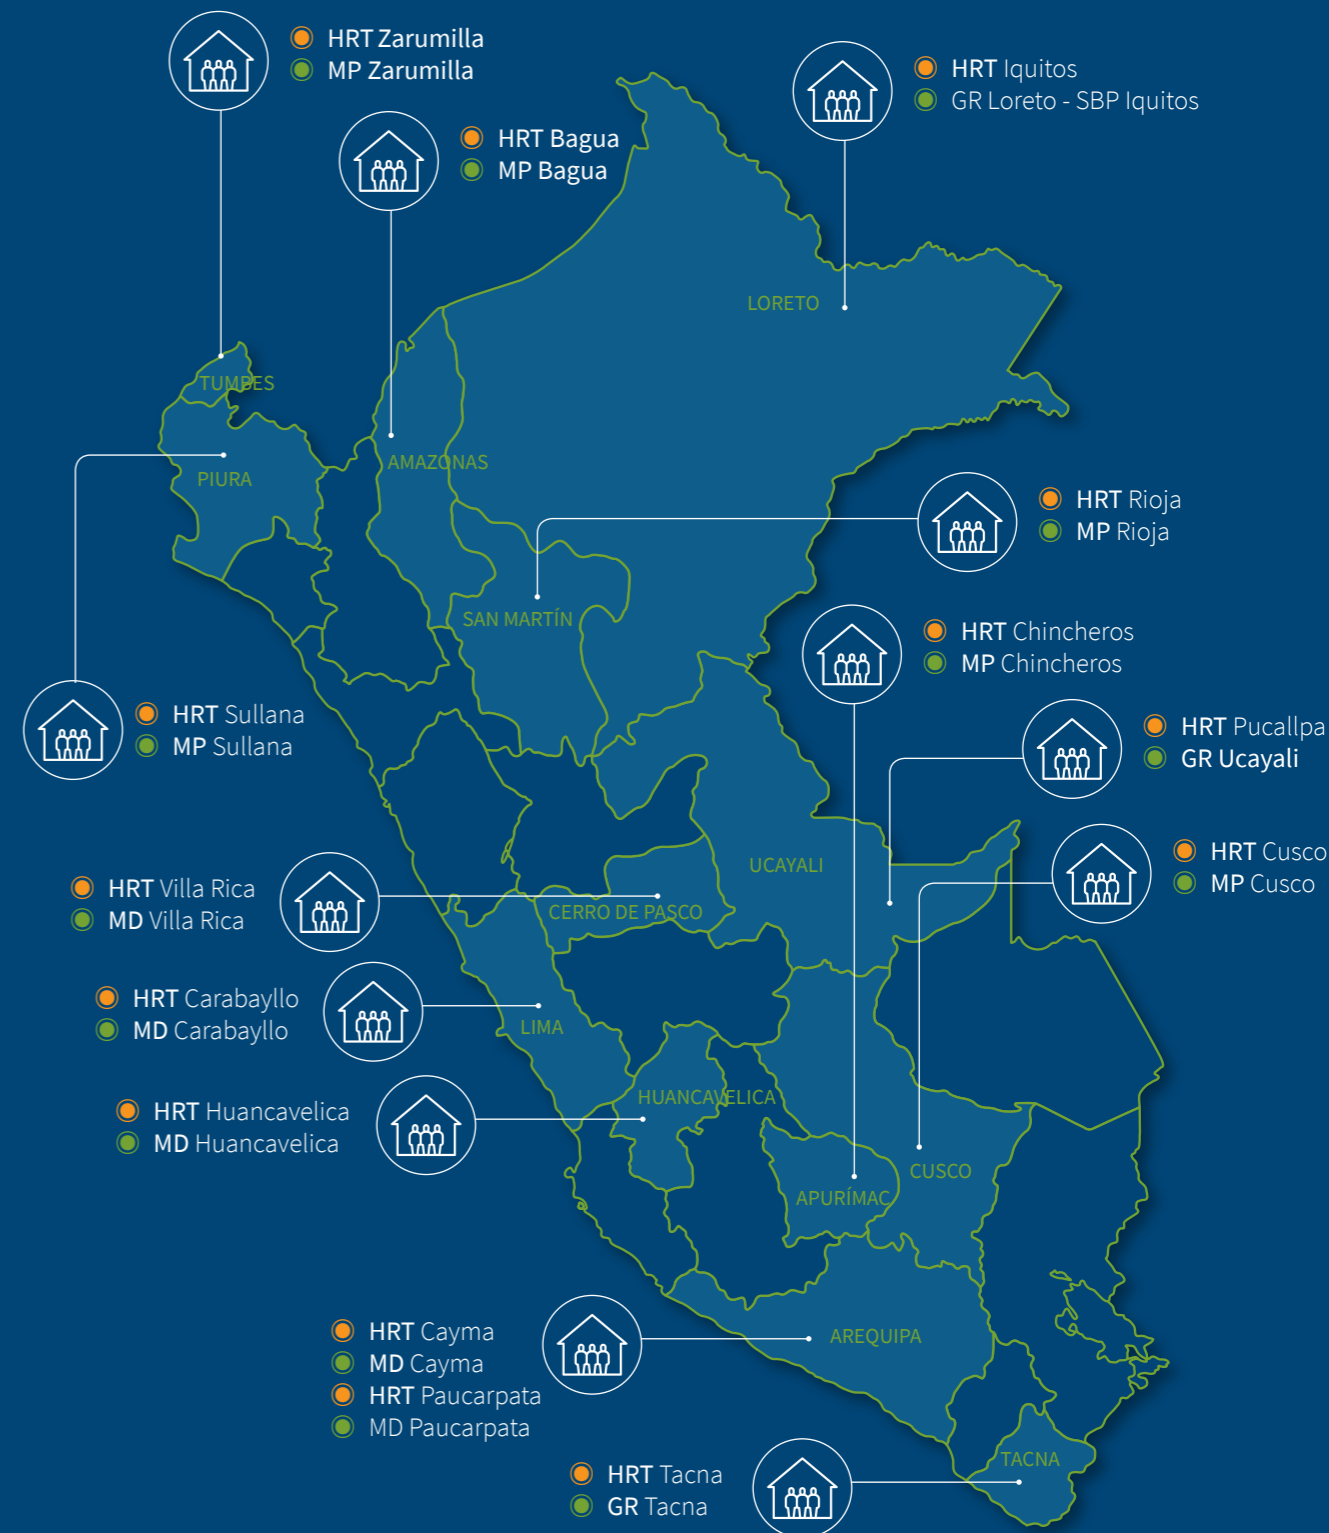 HRT Zarumilla
MP Zarumilla
HRT Iquitos
GR Loreto - SBP Iquitos
HRT Bagua
MP Bagua
LORETO
TUMBES
AMAZONAS
PIURA
HRT Rioja
MP Rioja
SAN MARTÍN
HRT Chincheros
MP Chincheros
HRT Sullana
MP Sullana
HRT Pucallpa
GR Ucayali
HRT Cusco
MP Cusco
UCAYALI
HRT Villa Rica
MD Villa Rica
CERRO DE PASCO
HRT Carabayllo
MD Carabayllo
LIMA
HRT Huancavelica
MD Huancavelica
HUANCAVELICA
CUSCO
APURÍMAC
HRT Cayma
MD Cayma
HRT Paucarpata
MD Paucarpata
AREQUIPA
TACNA
HRT Tacna
GR Tacna